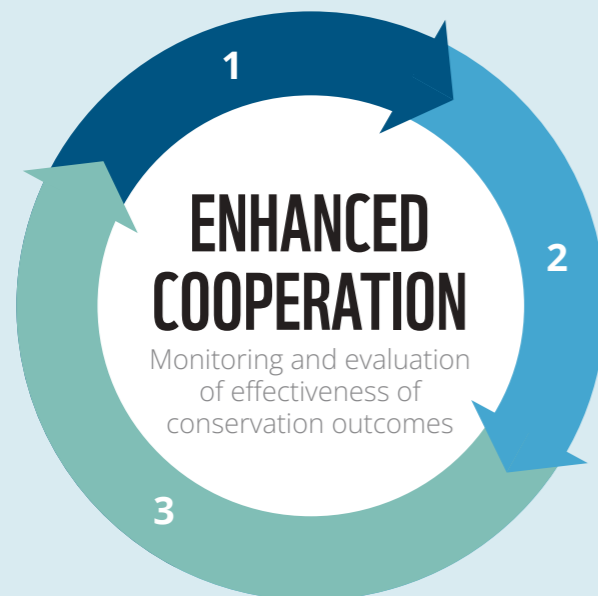 1
2
ENHANCED
COOPERATION
Monitoring and evaluation
of effectiveness of
conservation outcomes
3